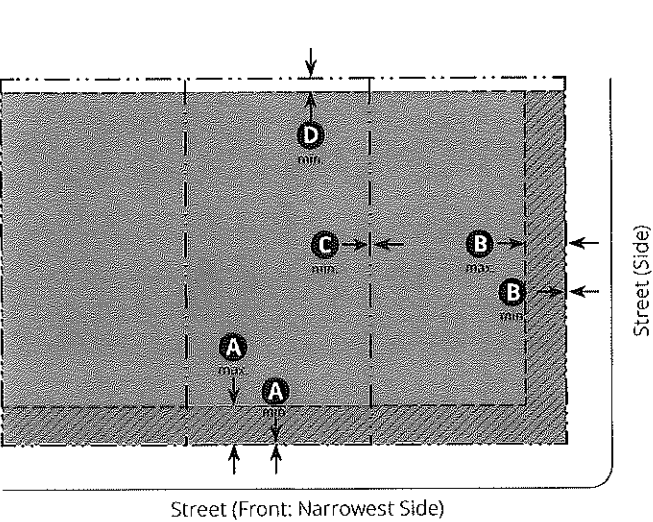 D
min.
C
min.
B
max.
B
min.
A
max.
A
min.
Street (Side)
Street (Front: Narrowest Side)